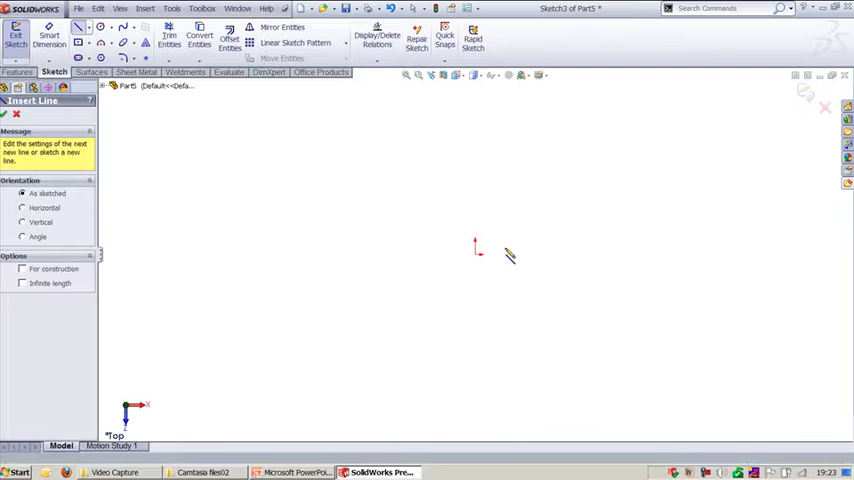 SOLIDWORKS File Edit View Insert Tools Toolbox Window Help Sketch3 of Part5 * Search SolidWorks Help
Exit Sketch Smart Dimension Trim Entities Convert Entities Offset Entities Mirror Entities Linear Sketch Pattern Move Entities Display/Delete Relations Repair Sketch Quick Snaps Rapid Sketch
Features Sketch Surfaces Sheet Metal Weldments Evaluate DimXpert Office Products
Part5 (Default<<Defa...
Insert Line ?
Message
Edit the settings of the next
new line or sketch a new
line.
Orientation
As sketched
Horizontal
Vertical
Angle
Options
For construction
Infinite length
X
Z
*Top
Model Motion Study 1
Start Video Capture Camtasia files02 Microsoft PowerPoi... SolidWorks Pre... 19:23